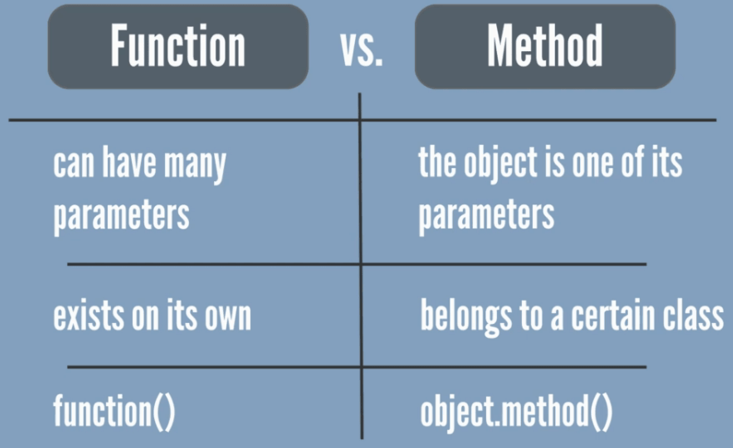 Function vs. Method
can have many
parameters
the object is one of its
parameters
exists on its own
belongs to a certain class
function()
object.method()